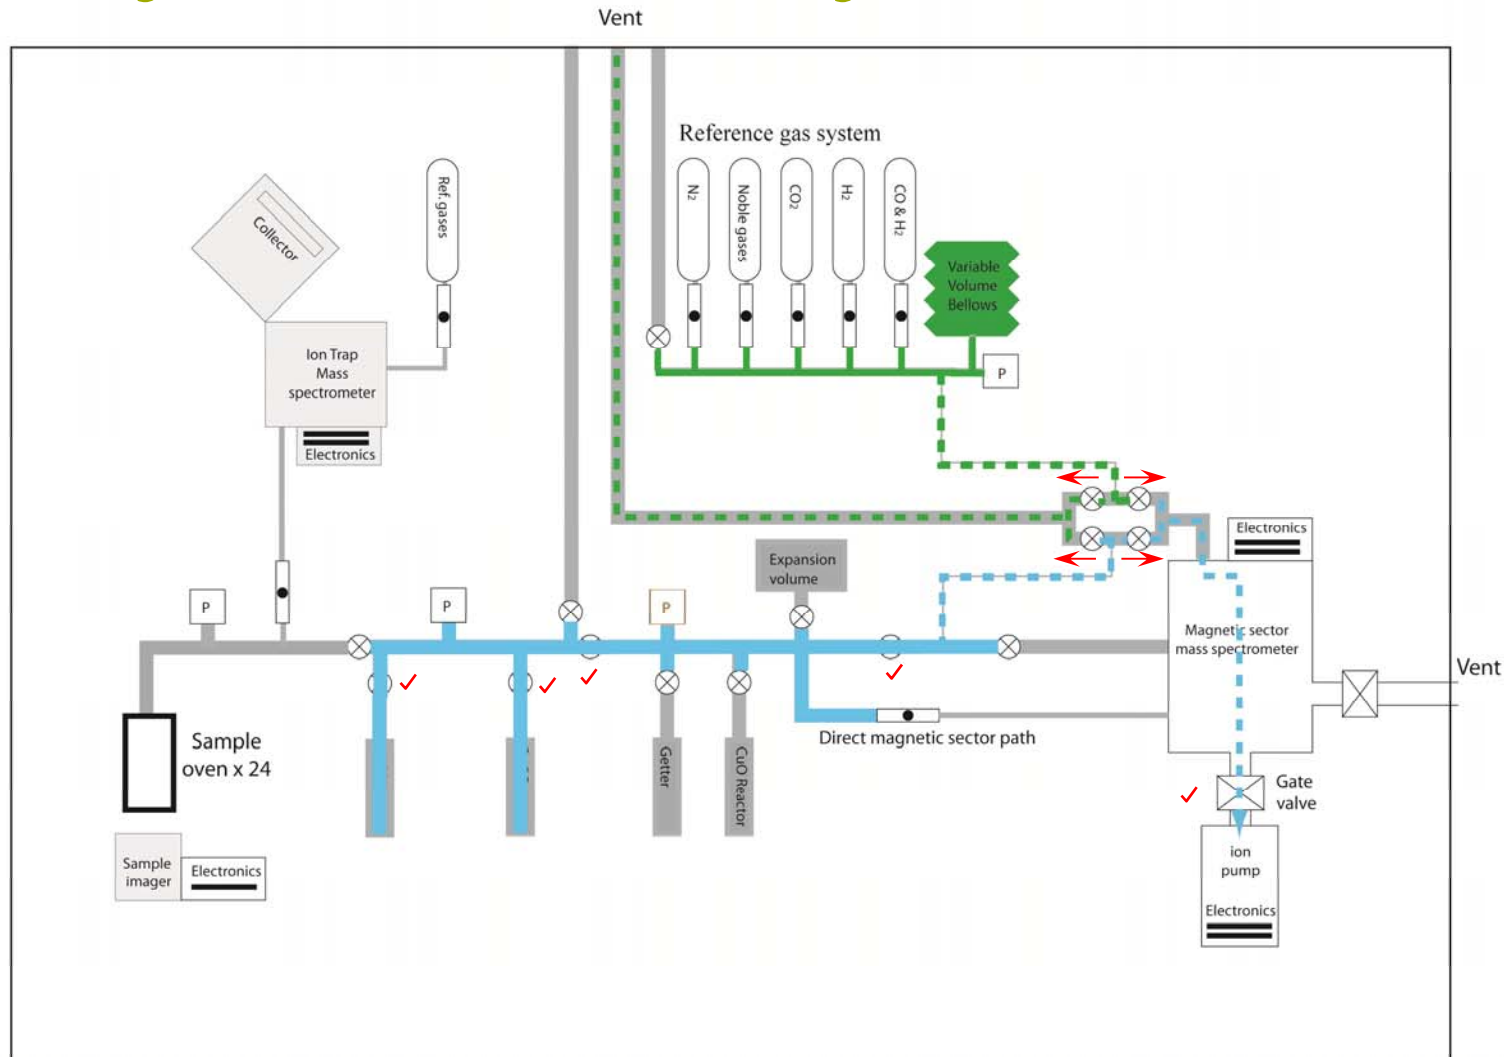 Vent
Reference gas system
Ref. gases
N2
Noble gases
CO2
H2
CO & H2
Collector
Variable
Volume
Bellows
Ion Trap
Mass
spectrometer
P
Electronics
Electronics
Expansion
volume
P
P
P
Magnetic sector
mass spectrometer
Vent
Direct magnetic sector path
Sample
oven x 24
Getter
CuO Reactor
Gate
valve
Sample
imager
Electronics
ion
pump
Electronics